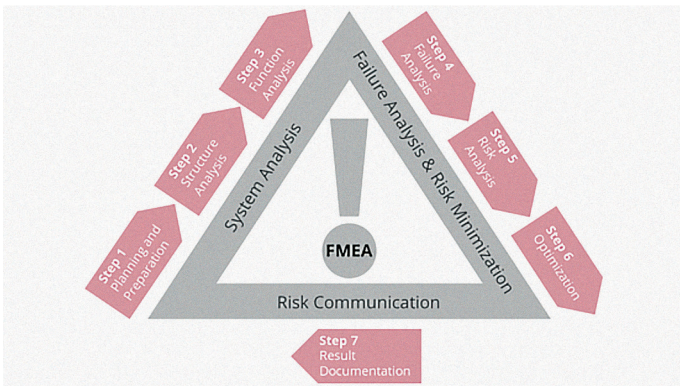 Step 1
Planning and
Preparation
Step 2
Structure
Analysis
Step 3
Function
Analysis
System Analysis
Step 4
Failure
Analysis
Step 5
Risk
Analysis
Step 6
Optimization
Failure Analysis & Risk Minimization
FMEA
Risk Communication
Step 7
Result
Documentation